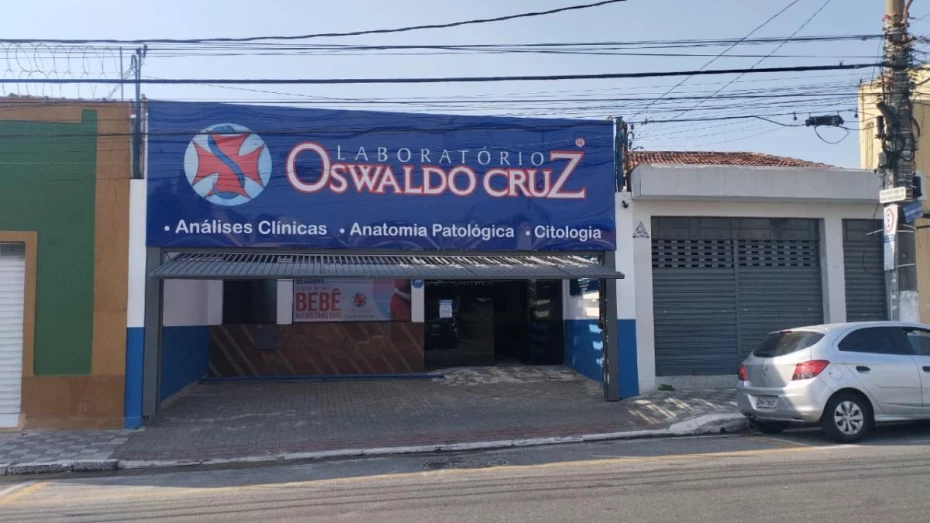 LABORATÓRIO
OSWALDO CRUZ
• Análises Clínicas • Anatomia Patológica • Citologia
BEBÊ